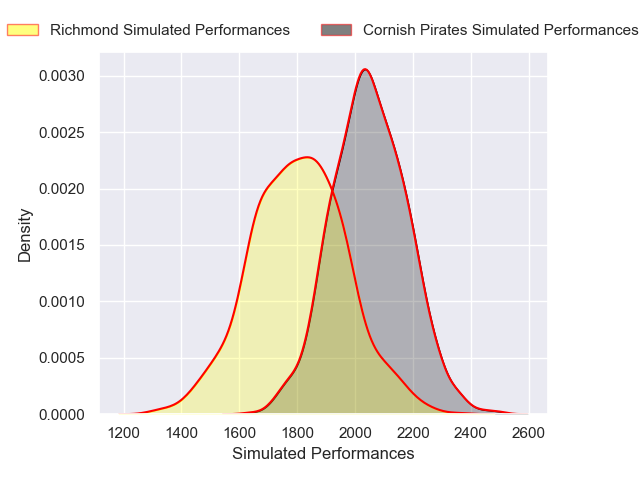 Richmond Simulated Performances
Cornish Pirates Simulated Performances
0.0030
0.0025
0.0020
0.0015
0.0010
0.0005
0.0000
Density
1200 1400 1600 1800 2000 2200 2400 2600
Simulated Performances